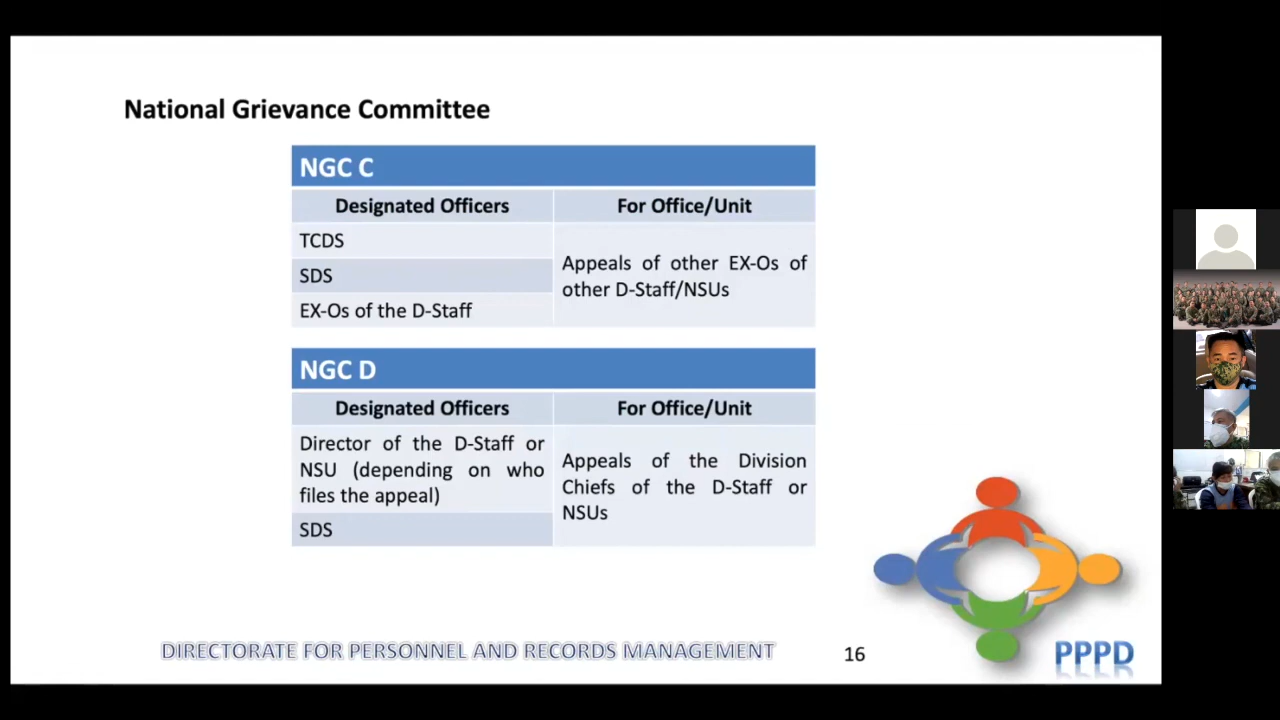 National Grievance Committee
NGC C
Designated Officers
For Office/Unit
TCDS
SDS
EX-Os of the D-Staff
Appeals of other EX-Os of
other D-Staff/NSUs
NGC D
Designated Officers
For Office/Unit
Director of the D-Staff or
NSU (depending on who
files the appeal)
SDS
Appeals of the Division
Chiefs of the D-Staff or
NSUs
DIRECTORATE FOR PERSONNEL AND RECORDS MANAGEMENT
16
PPPD